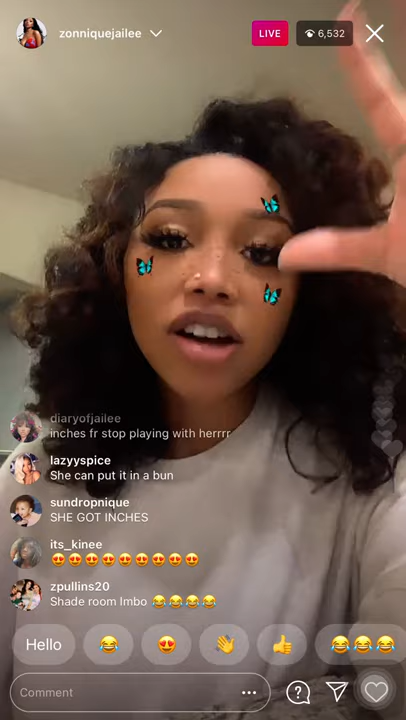 zonniquejailee
LIVE
6,532
diaryofjailee
inches fr stop playing with herrrr
lazyyspice
She can put it in a bun
sundropnique
SHE GOT INCHES
its_kinee
😍😍😍😍😍😍😍😍😍
zpullins20
Shade room lmbo 😂😂😂😂
Hello 😂 😍 👋 👍 😂😂😂
Comment